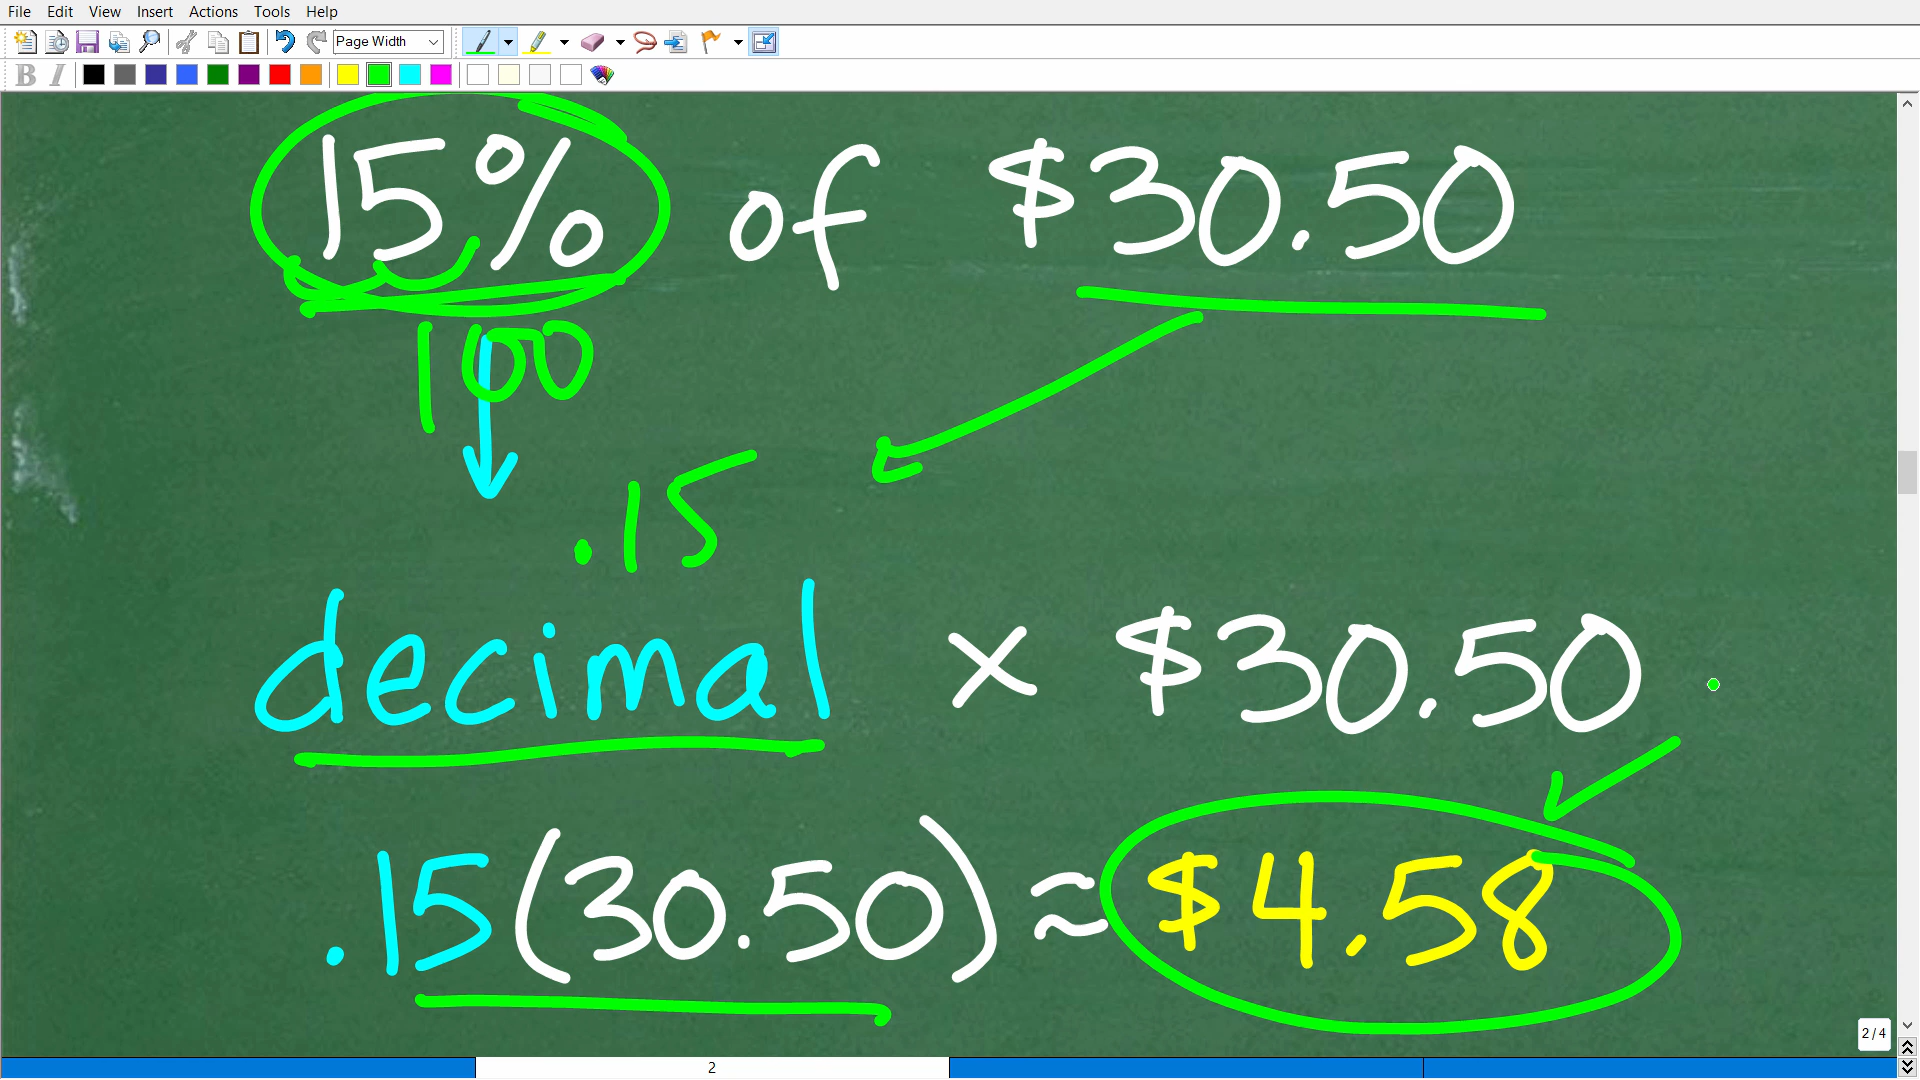 File Edit View Insert Actions Tools Help
Page Width
B I
15% of $30.50
100
.15
decimal × $30.50
.15(30.50) ≈ $4.58
2 / 4
2